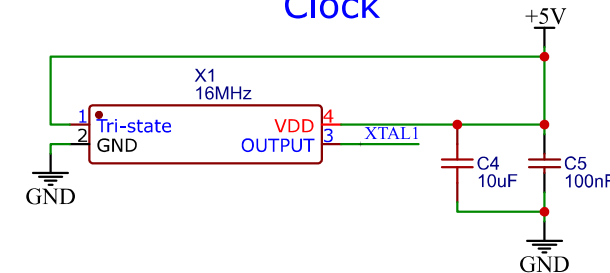 Clock
+5V
X1
16MHz
1 Tri-state VDD 4
2 GND OUTPUT 3 XTAL1
C4
10uF
C5
100nF
GND
GND